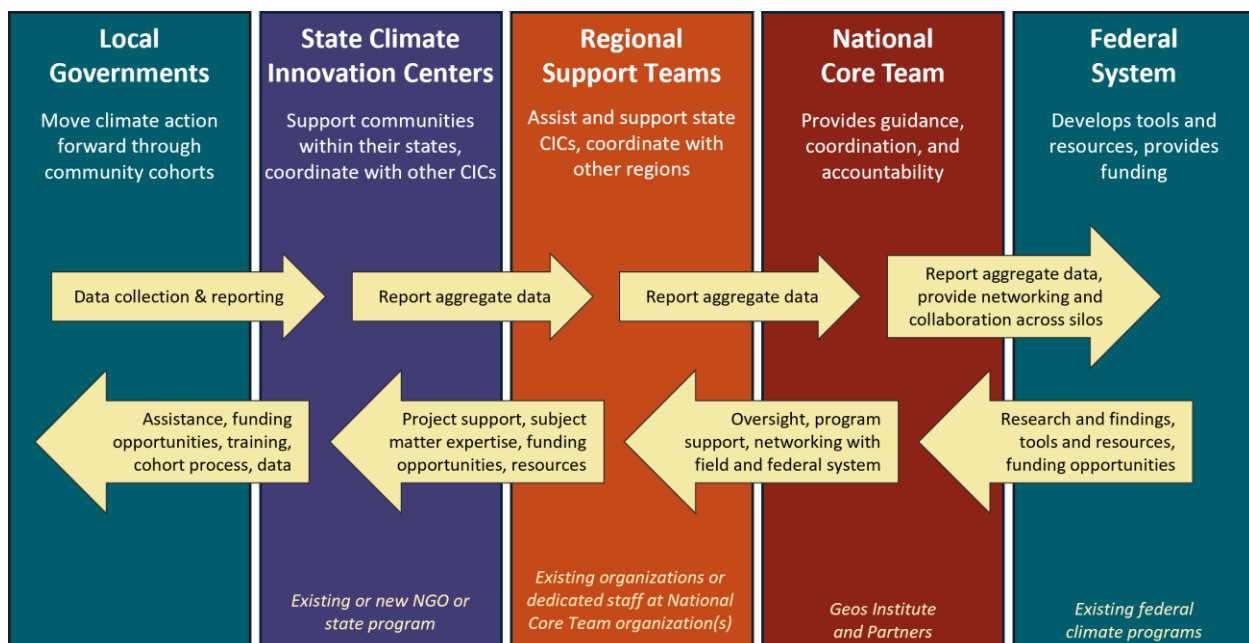 Local
Governments
Move climate action
forward through
community cohorts
State Climate
Innovation Centers
Support communities
within their states,
coordinate with other CICs
Regional
Support Teams
Assist and support state
CICs, coordinate with
other regions
National
Core Team
Provides guidance,
coordination, and
accountability
Federal
System
Develops tools and
resources, provides
funding
Data collection & reporting
Report aggregate data
Report aggregate data
Report aggregate data,
provide networking and
collaboration across silos
Assistance, funding
opportunities, training,
cohort process, data
Project support, subject
matter expertise, funding
opportunities, resources
Oversight, program
support, networking with
field and federal system
Research and findings,
tools and resources,
funding opportunities
Existing or new NGO or
state program
Existing organizations or
dedicated staff at National
Core Team organization(s)
Geos Institute
and Partners
Existing federal
climate programs